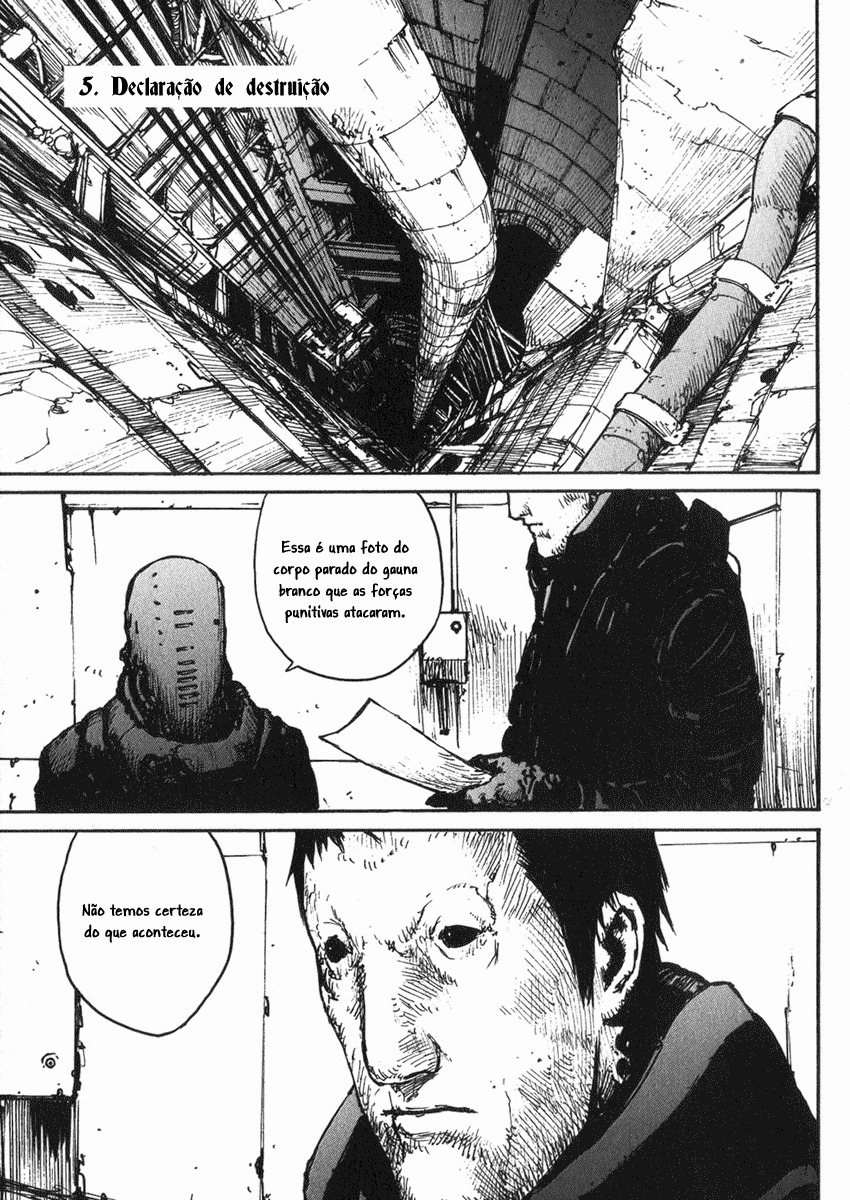 5. Declaração de destruição
Essa é uma foto do
corpo parado do gauna
branco que as forças
punitivas atacaram.
Não temos certeza
do que aconteceu.